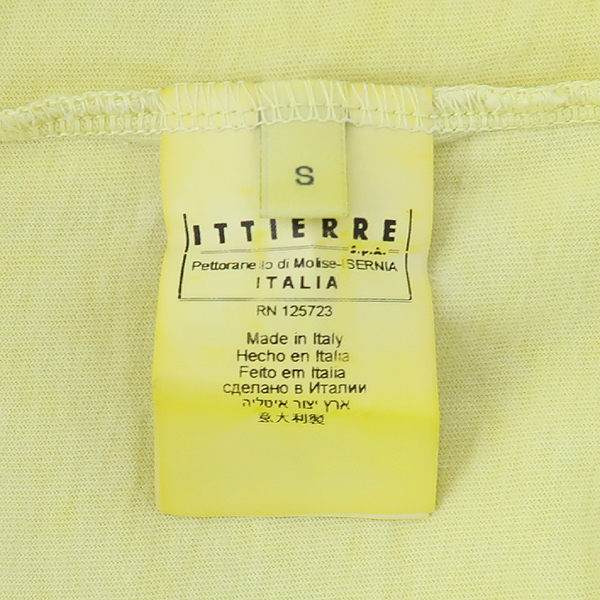 S
ITTIERRE
s.p.a.
Pettoranello di Molise-ISERNIA
ITALIA
RN 125723
Made in Italy
Hecho en Italia
Feito em Italia
сделано в Италии
ארץ יצור איטליה
意大利製